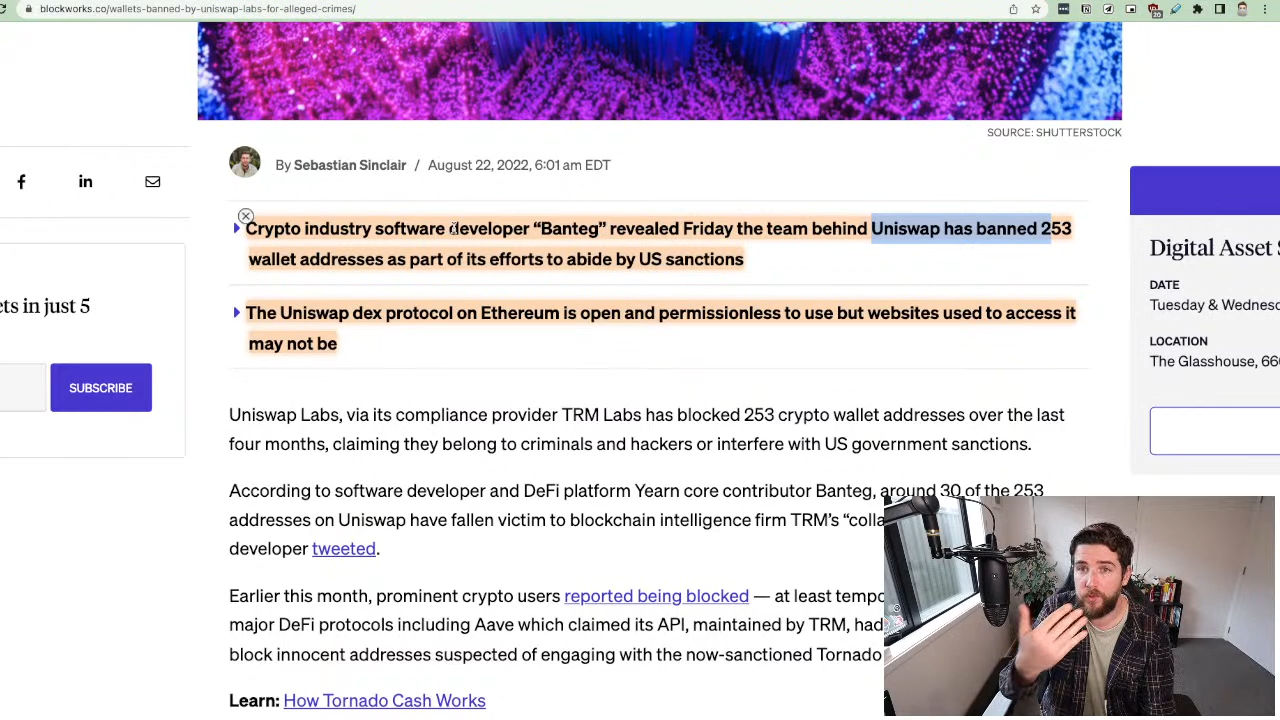 blockworks.co/wallets-banned-by-uniswap-labs-for-alleged-crimes/
20
SOURCE: SHUTTERSTOCK
By Sebastian Sinclair / August 22, 2022, 6:01 am EDT
Crypto industry software developer “Banteg” revealed Friday the team behind Uniswap has banned 253
wallet addresses as part of its efforts to abide by US sanctions
The Uniswap dex protocol on Ethereum is open and permissionless to use but websites used to access it
may not be
Uniswap Labs, via its compliance provider TRM Labs has blocked 253 crypto wallet addresses over the last
four months, claiming they belong to criminals and hackers or interfere with US government sanctions.
According to software developer and DeFi platform Yearn core contributor Banteg, around 30 of the 253
addresses on Uniswap have fallen victim to blockchain intelligence firm TRM’s “colla
developer tweeted.
Earlier this month, prominent crypto users reported being blocked — at least tempo
major DeFi protocols including Aave which claimed its API, maintained by TRM, had
block innocent addresses suspected of engaging with the now-sanctioned Tornado
Learn: How Tornado Cash Works
ets in just 5
SUBSCRIBE
Digital Asset S
DATE
Tuesday & Wednesd
LOCATION
The Glasshouse, 66